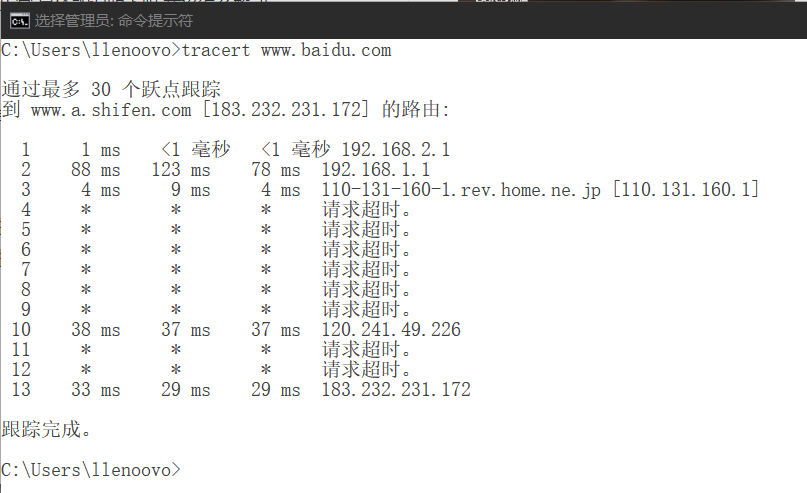 选择管理员: 命令提示符
C:\Users\llenoovo>tracert www.baidu.com
通过最多 30 个跃点跟踪
到 www.a.shifen.com [183.232.231.172] 的路由:
1 1 ms <1 毫秒 <1 毫秒 192.168.2.1
2 88 ms 123 ms 78 ms 192.168.1.1
3 4 ms 9 ms 4 ms 110-131-160-1.rev.home.ne.jp [110.131.160.1]
4 * * * 请求超时。
5 * * * 请求超时。
6 * * * 请求超时。
7 * * * 请求超时。
8 * * * 请求超时。
9 * * * 请求超时。
10 38 ms 37 ms 37 ms 120.241.49.226
11 * * * 请求超时。
12 * * * 请求超时。
13 33 ms 29 ms 29 ms 183.232.231.172
跟踪完成。
C:\Users\llenoovo>